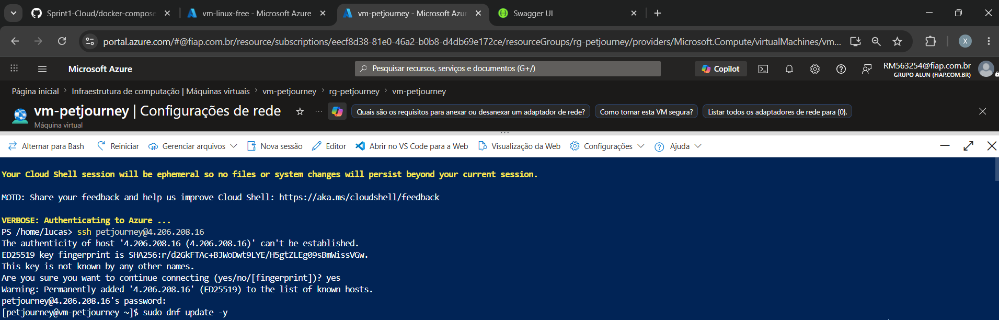 Sprint1-Cloud/docker-compose
vm-linux-free - Microsoft Azure
vm-petjourney - Microsoft Azur
Swagger UI
portal.azure.com/#@fiap.com.br/resource/subscriptions/eecf8d38-81e0-46a2-b0b8-d4db69e172ce/resourceGroups/rg-petjourney/providers/Microsoft.Compute/virtualMachines/vm...
X
Microsoft Azure
Pesquisar recursos, serviços e documentos (G+/)
Copilot
RM563254@fiap.com.br
GRUPO ALUN (FIAP.COM.BR)
Página inicial > Infraestrutura de computação | Máquinas virtuais > vm-petjourney > rg-petjourney > vm-petjourney
vm-petjourney | Configurações de rede
Quais são os requisitos para anexar ou desanexar um adaptador de rede?
Como tornar esta VM segura?
Listar todos os adaptadores de rede para {0}.
Máquina virtual
Alternar para Bash
Reiniciar
Gerenciar arquivos
Nova sessão
Editor
Abrir no VS Code para a Web
Visualização da Web
Configurações
Ajuda
Your Cloud Shell session will be ephemeral so no files or system changes will persist beyond your current session.
MOTD: Share your feedback and help us improve Cloud Shell: https://aka.ms/cloudshell/feedback
VERBOSE: Authenticating to Azure ...
PS /home/lucas> ssh petjourney@4.206.208.16
The authenticity of host '4.206.208.16 (4.206.208.16)' can't be established.
ED25519 key fingerprint is SHA256:r/d2GkFTAc+BJWoDwt9LYE/H5gtZLEg09sBmWissVGw.
This key is not known by any other names.
Are you sure you want to continue connecting (yes/no/[fingerprint])? yes
Warning: Permanently added '4.206.208.16' (ED25519) to the list of known hosts.
petjourney@4.206.208.16's password:
[petjourney@vm-petjourney ~]$ sudo dnf update -y